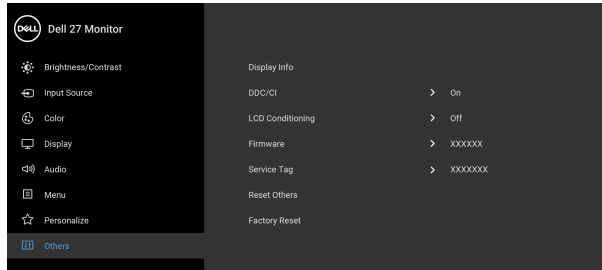 DELL Dell 27 Monitor
Brightness/Contrast
Input Source
Color
Display
Audio
Menu
Personalize
Others
Display Info
DDC/CI > On
LCD Conditioning > Off
Firmware > XXXXXX
Service Tag > XXXXXXX
Reset Others
Factory Reset